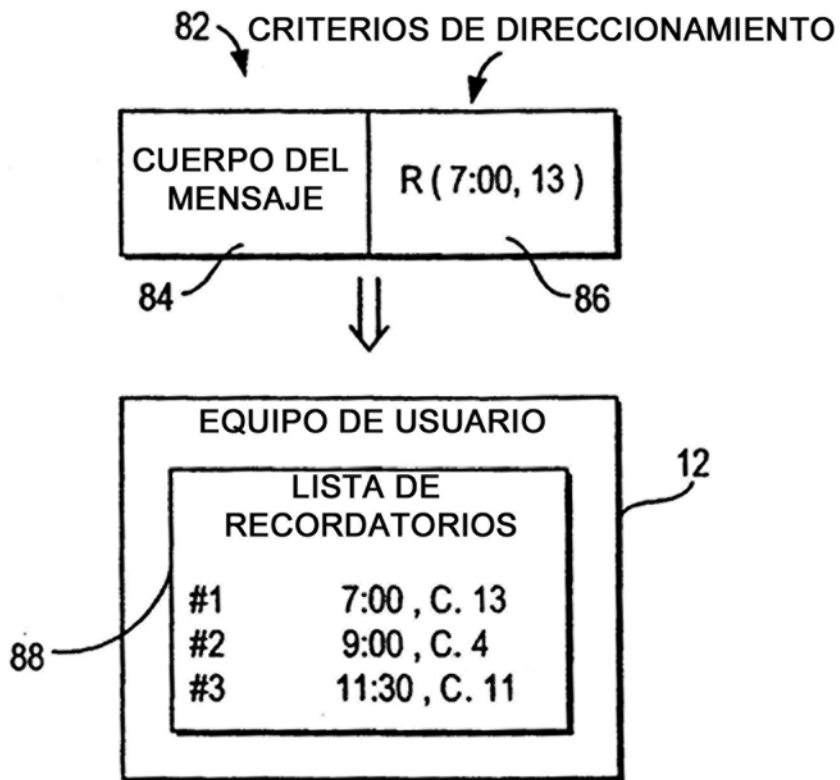 82 CRITERIOS DE DIRECCIONAMIENTO
CUERPO DEL
MENSAJE
R ( 7:00, 13 )
84
86
EQUIPO DE USUARIO
12
LISTA DE
RECORDATORIOS
#1 7:00 , C. 13
#2 9:00 , C. 4
#3 11:30 , C. 11
88